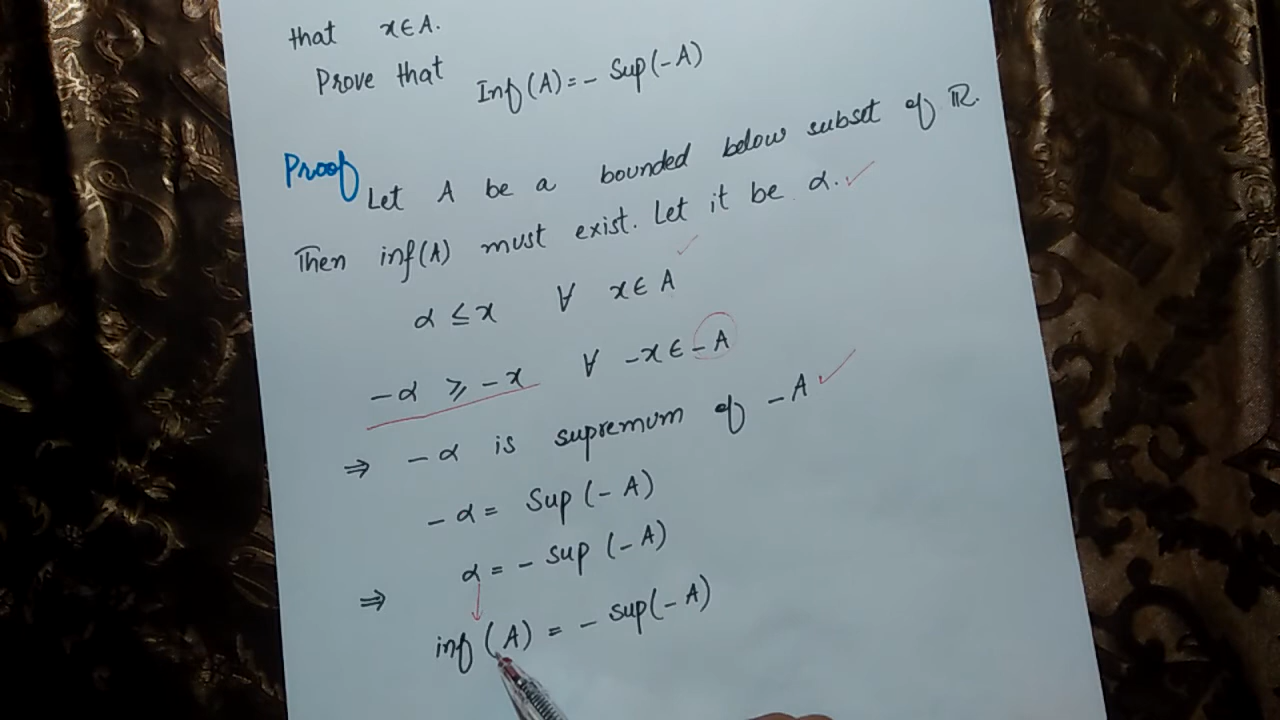 that x∈A.
Prove that Inf(A)=- Sup(-A)
Proof
Let A be a bounded below subset of ℝ.
Then inf(A) must exist. Let it be α.
α ≤ x ∀ x∈A
-α ⩾ -x ∀ -x∈-A
⇒ -α is supremum of -A
-α = Sup(-A)
⇒ α = - sup(-A)
inf(A) = - sup(-A)